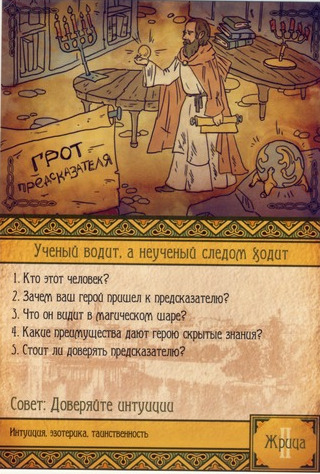 ГРОТ
ПРЕДСКАЗАТЕЛЯ
Ученый водит, а неученый следом ходит
1. Кто этот человек?
2. Зачем ваш герой пришел к предсказателю?
3. Что он видит в магическом шаре?
4. Какие преимущества дают герою скрытые знания?
5. Стоит ли доверять предсказателю?
Совет: Доверяйте интуиции
Интуиция, эзотерика, таинственность
II
Жрица